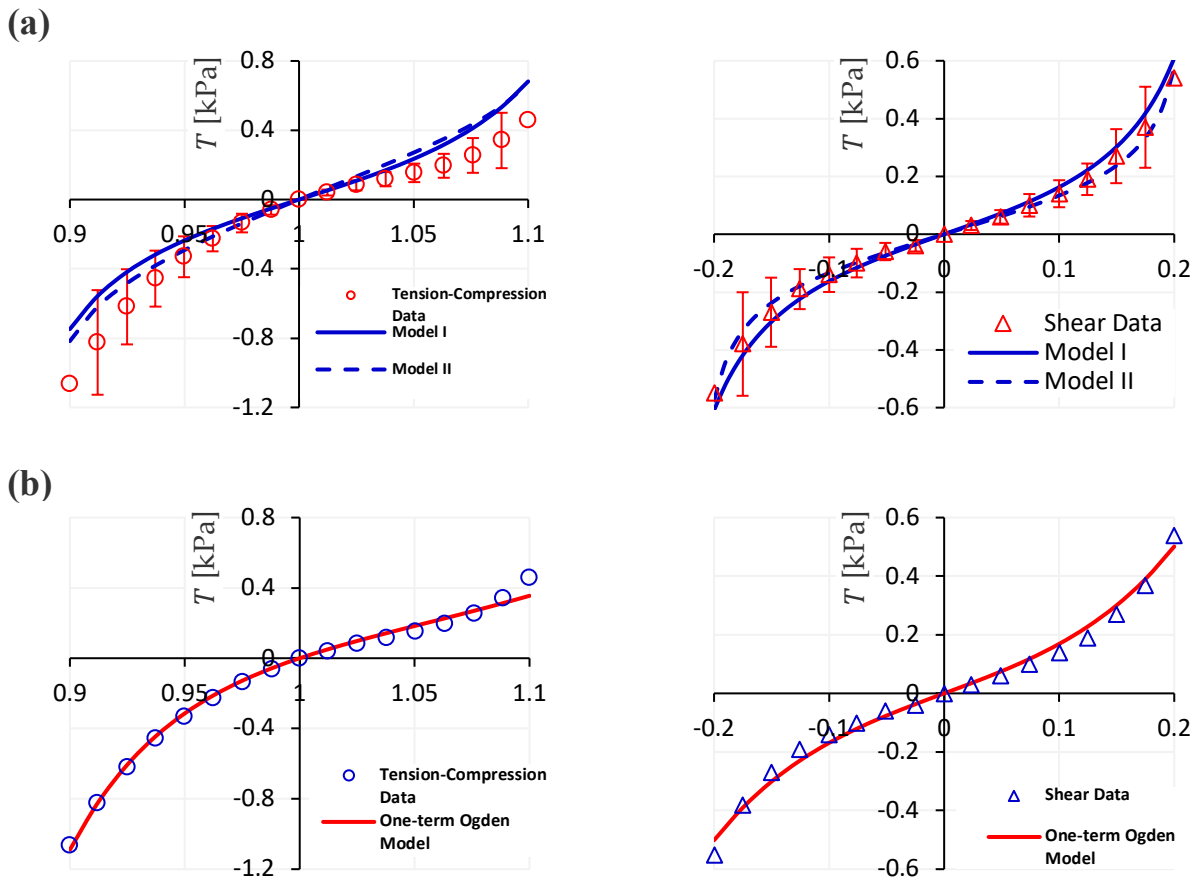 (a)
T [kPa]
0.8
0.4
0
-0.4
-0.8
-1.2
0.9
0.95
1
1.05
1.1
Tension-Compression
Data
Model I
Model II
T [kPa]
0.6
0.4
0.2
0
-0.2
-0.4
-0.6
-0.2
-0.1
0
0.1
0.2
Shear Data
Model I
Model II
(b)
T [kPa]
0.8
0.4
0
-0.4
-0.8
-1.2
0.9
0.95
1
1.05
1.1
Tension-Compression
Data
One-term Ogden
Model
T [kPa]
0.6
0.4
0.2
0
-0.2
-0.4
-0.6
-0.2
-0.1
0
0.1
0.2
Shear Data
One-term Ogden
Model